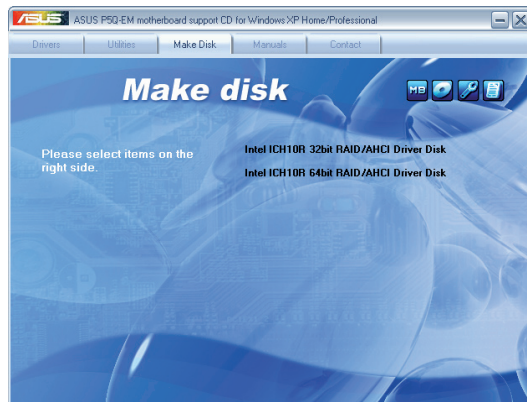 ASUS P5Q-EM motherboard support CD for Windows XP Home/Professional
Drivers
Utilities
Make Disk
Manuals
Contact
Make disk
MB
Please select items on the
right side.
Intel ICH10R 32bit RAID/AHCI Driver Disk
Intel ICH10R 64bit RAID/AHCI Driver Disk